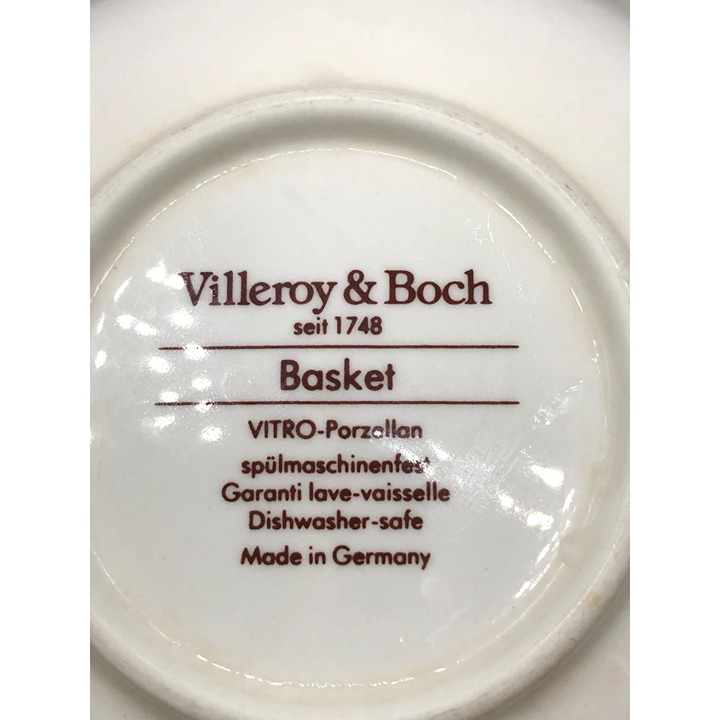 Villeroy & Boch
seit 1748
Basket
VITRO-Porzellan
spülmaschinenfest
Garanti lave-vaisselle
Dishwasher-safe
Made in Germany